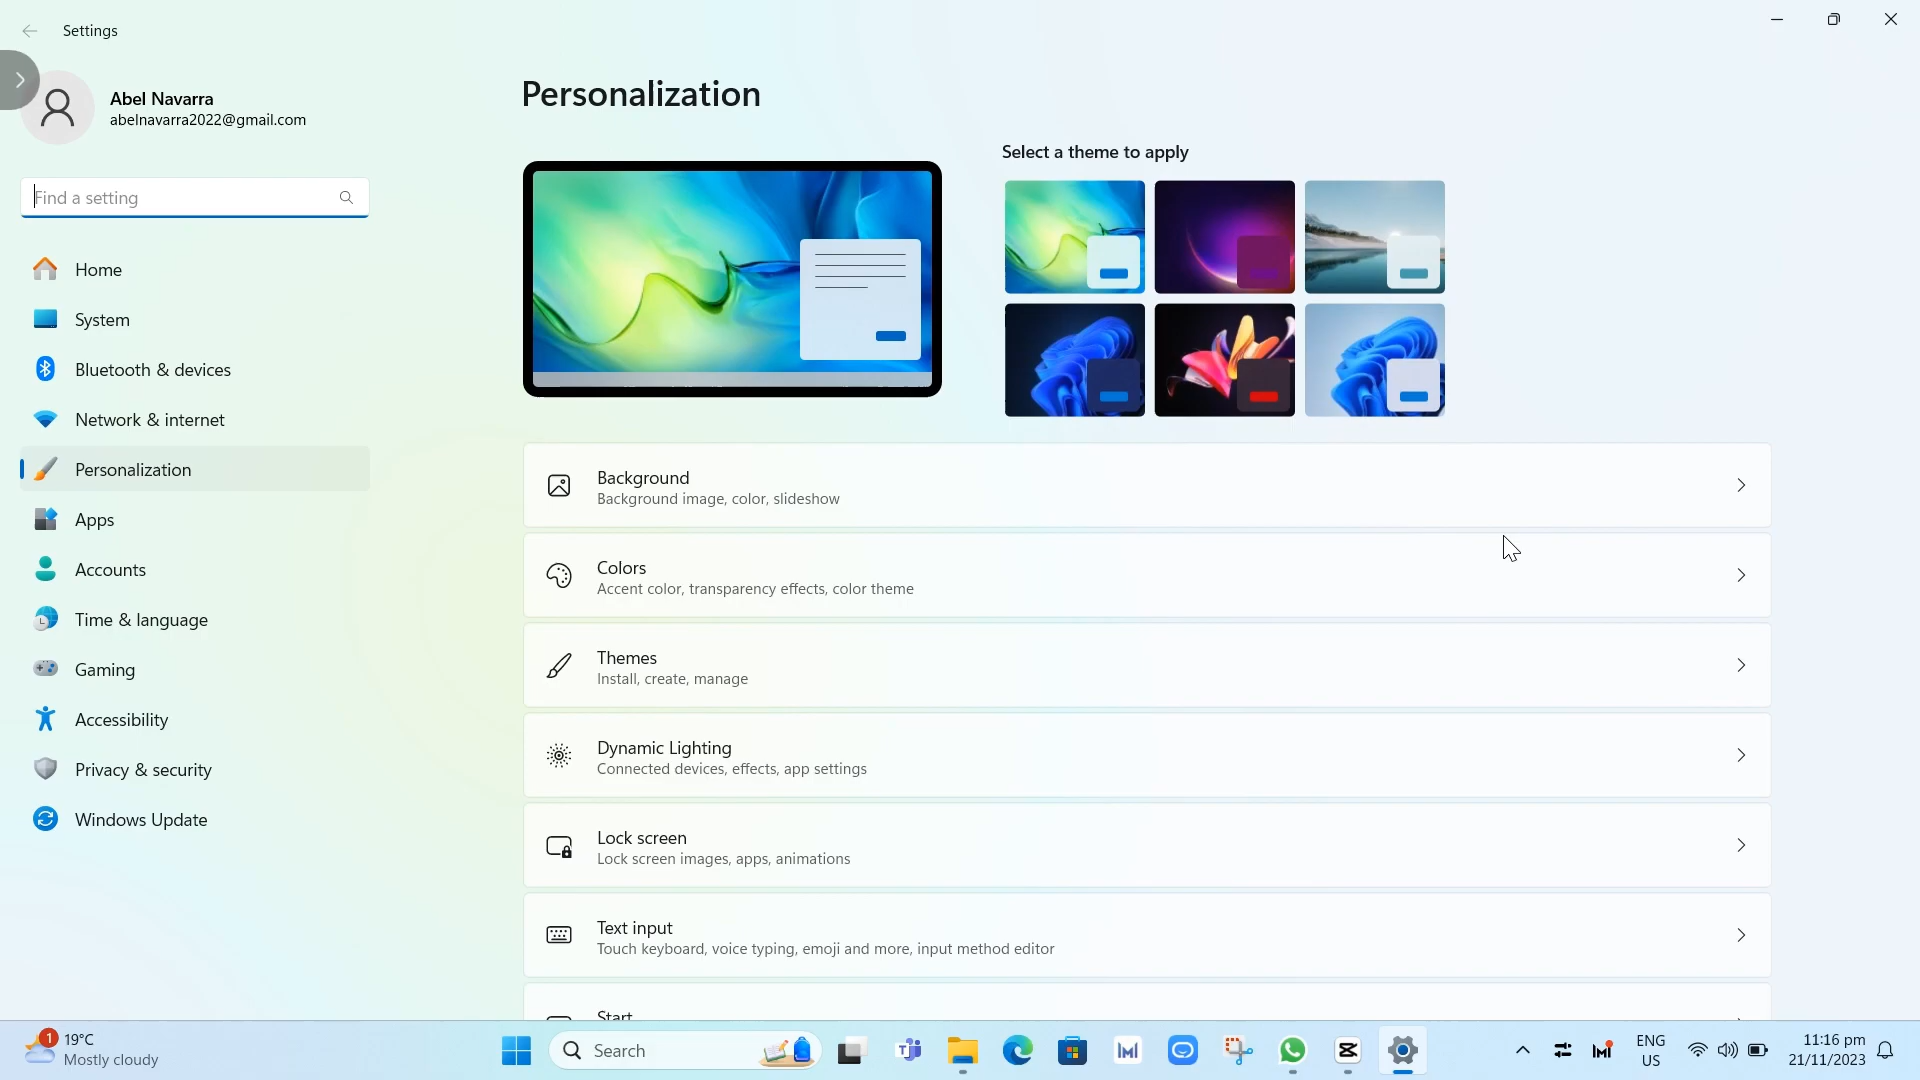 Settings
Abel Navarra
abelnavarra2022@gmail.com
Find a setting
Home
System
Bluetooth & devices
Network & internet
Personalization
Apps
Accounts
Time & language
Gaming
Accessibility
Privacy & security
Windows Update
Personalization
Select a theme to apply
Background
Background image, color, slideshow
Colors
Accent color, transparency effects, color theme
Themes
Install, create, manage
Dynamic Lighting
Connected devices, effects, app settings
Lock screen
Lock screen images, apps, animations
Text input
Touch keyboard, voice typing, emoji and more, input method editor
Start
1
19°C
Mostly cloudy
Search
ENG
US
11:16 pm
21/11/2023